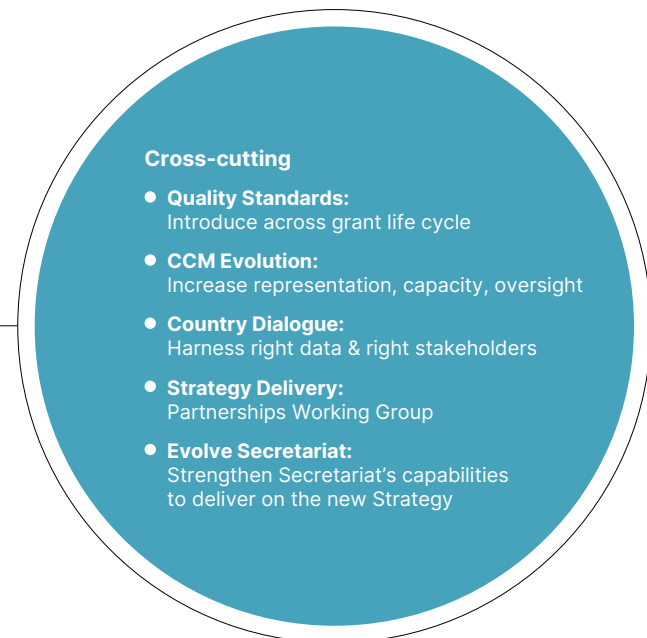 Cross-cutting
Quality Standards:
Introduce across grant life cycle
CCM Evolution:
Increase representation, capacity, oversight
Country Dialogue:
Harness right data & right stakeholders
Strategy Delivery:
Partnerships Working Group
Evolve Secretariat:
Strengthen Secretariat’s capabilities
to deliver on the new Strategy